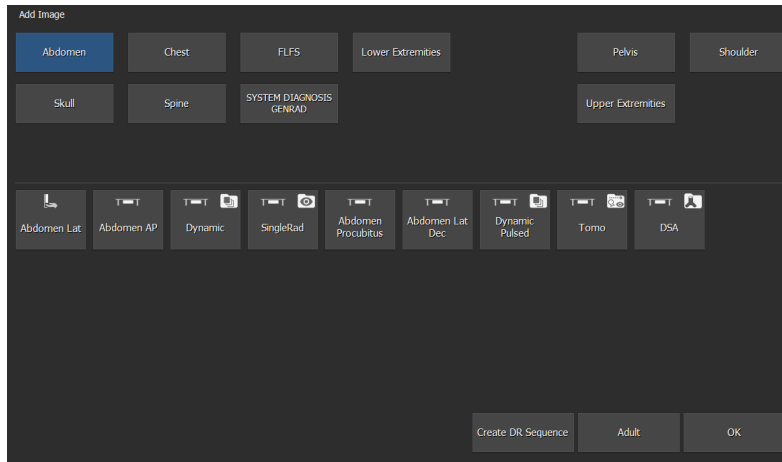 Add Image
Abdomen
Chest
FLFS
Lower Extremities
Pelvis
Shoulder
Skull
Spine
SYSTEM DIAGNOSIS
GENRAD
Upper Extremities
Abdomen Lat
Abdomen AP
Dynamic
SingleRad
Abdomen
Procubitus
Abdomen Lat
Dec
Dynamic
Pulsed
Tomo
DSA
Create DR Sequence
Adult
OK